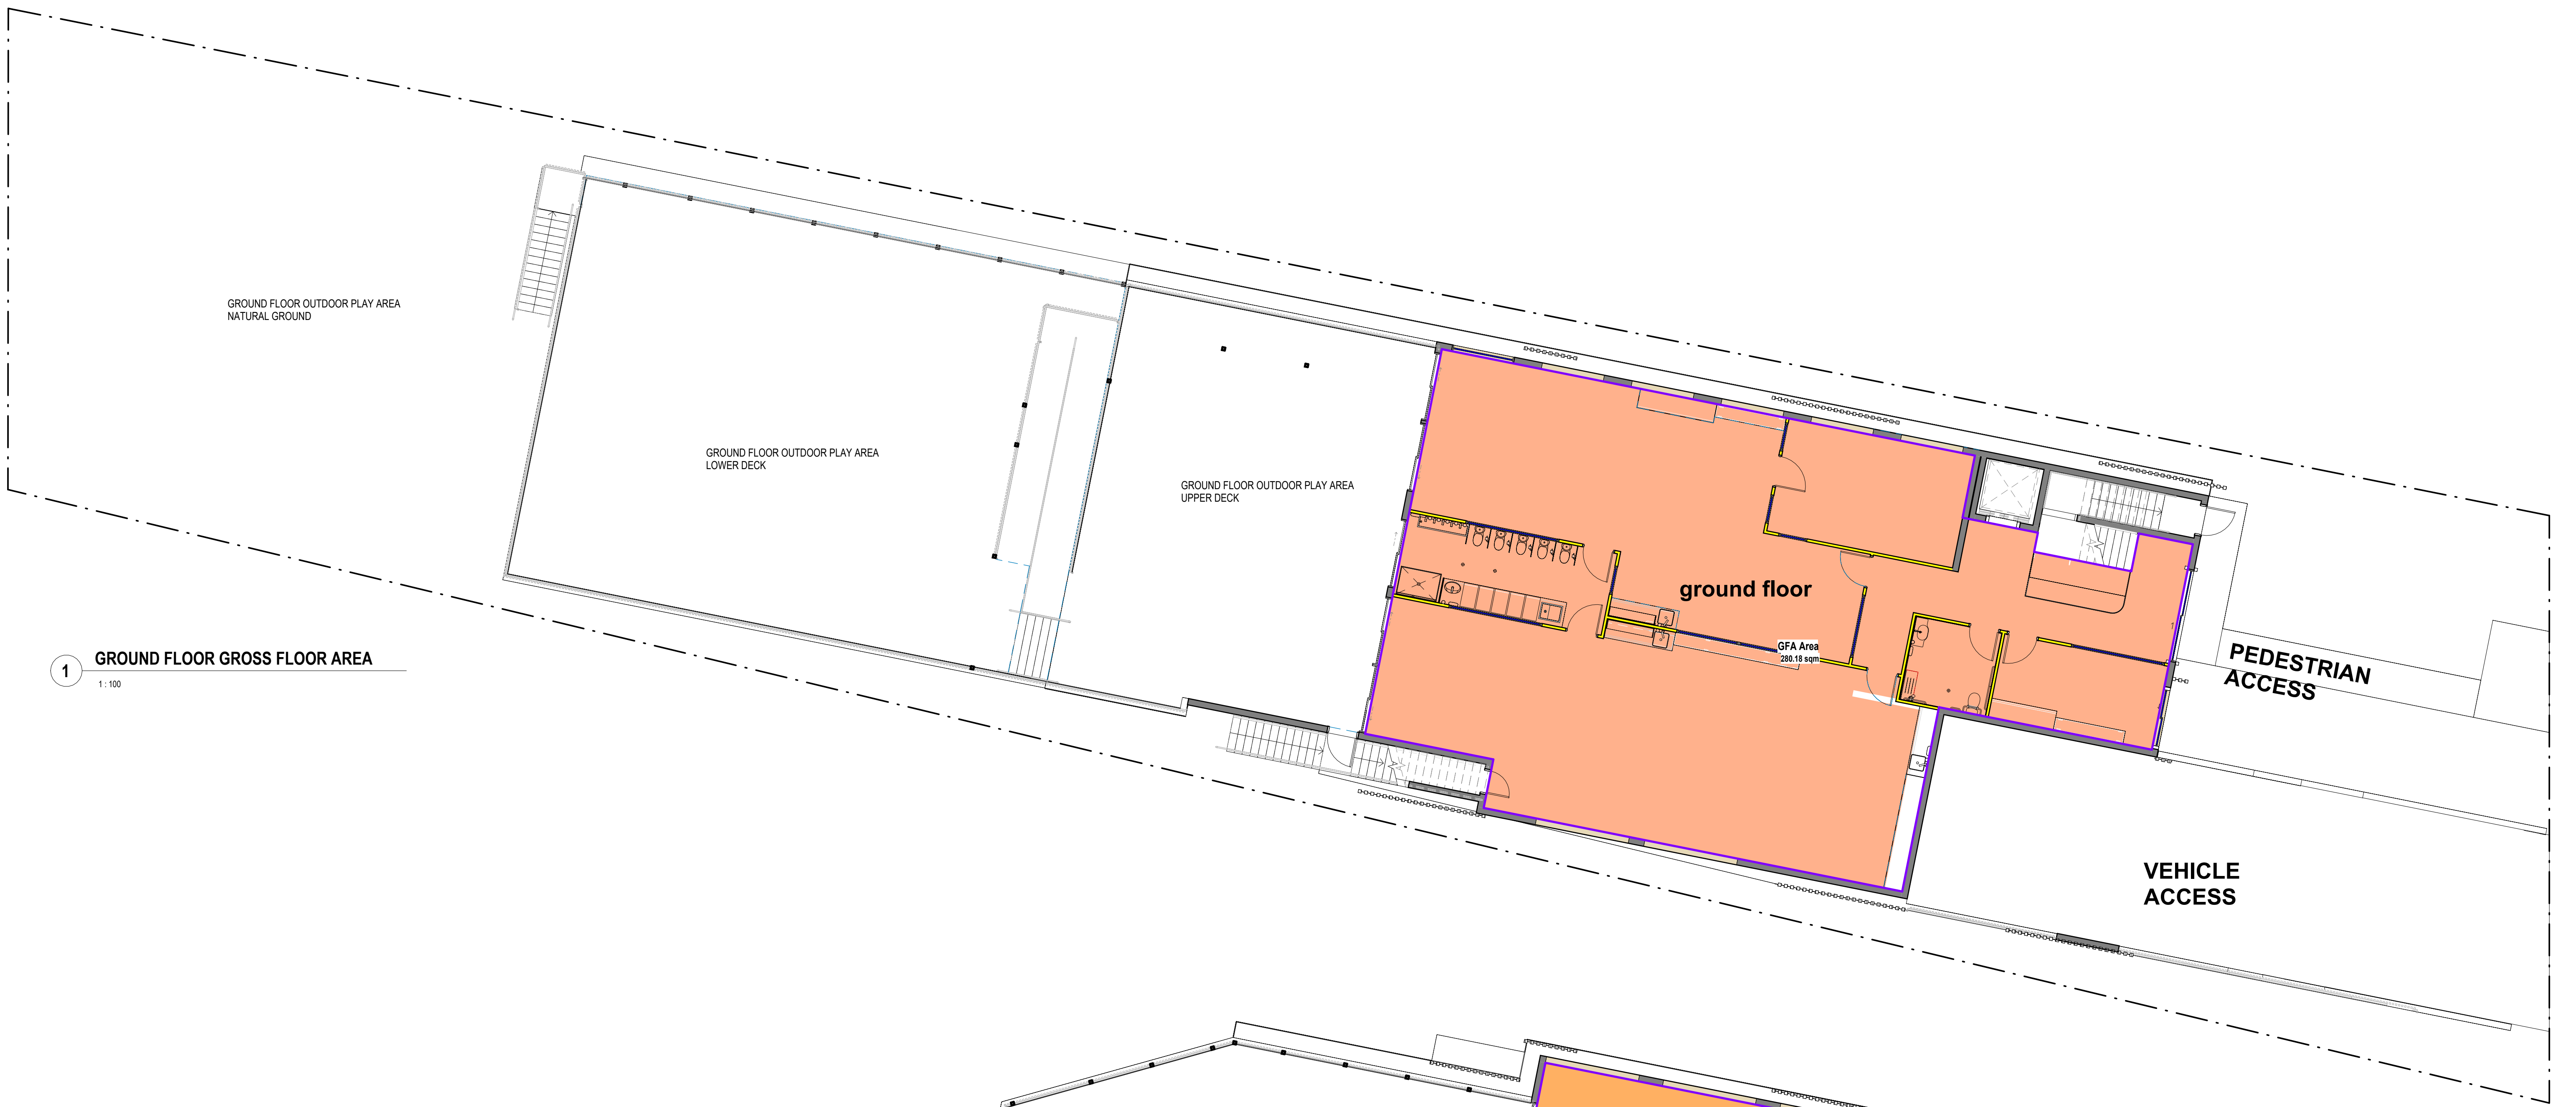 GROUND FLOOR OUTDOOR PLAY AREA
NATURAL GROUND
GROUND FLOOR OUTDOOR PLAY AREA
LOWER DECK
GROUND FLOOR OUTDOOR PLAY AREA
UPPER DECK
ground floor
GFA Area
280.18 sqm
PEDESTRIAN
ACCESS
VEHICLE
ACCESS
1
GROUND FLOOR GROSS FLOOR AREA
1 : 100